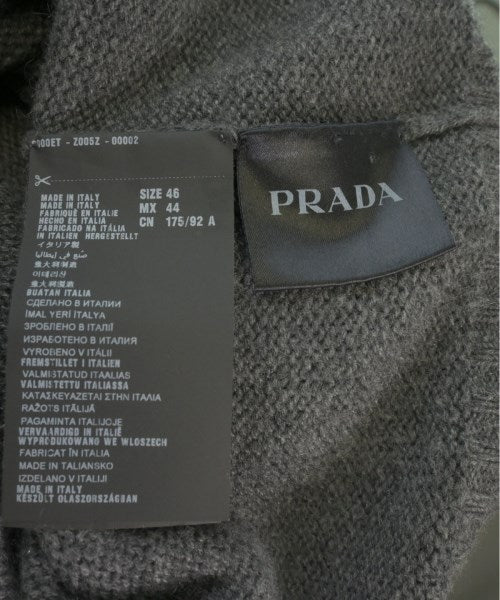 Z005Z - 00002
MADE IN ITALY
MADE IN ITALY
FABRIQUÉ EN ITALIE
HECHO EN ITALIA
FABRICADO NA ITÁLIA
IN ITALIEN HERGESTELLT
イタリア製
صنع في إيطاليا
意大利制造
이태리산
意大利製造
BUATAN ITALIA
СДЕЛАНО В ИТАЛИИ
İMAL YERİ İTALYA
ЗРОБЛЕНО В ІТАЛІЇ
ИЗРАБОТЕНО В ИТАЛИЯ
VYROBENO V ITÁLII
FREMSTILLET I ITALIEN
VALMISTATUD ITAALIAS
VALMISTETTU ITALIASSA
ΚΑΤΑΣΚΕΥΑΖΕΤΑΙ ΣΤΗΝ ΙΤΑΛΙΑ
RAŽOTS ITĀLIJĀ
PAGAMINTA ITALIJOJE
VERVAARDIGD IN ITALIË
WYPRODUKOWANO WE WŁOSZECH
FABRICAT ÎN ITALIA
MADE IN TALIANSKO
IZDELANO V ITALIJI
MADE IN ITALY
KÉSZÜLT OLASZORSZÁGBAN
SIZE 46
MX 44
CN 175/92 A
PRADA